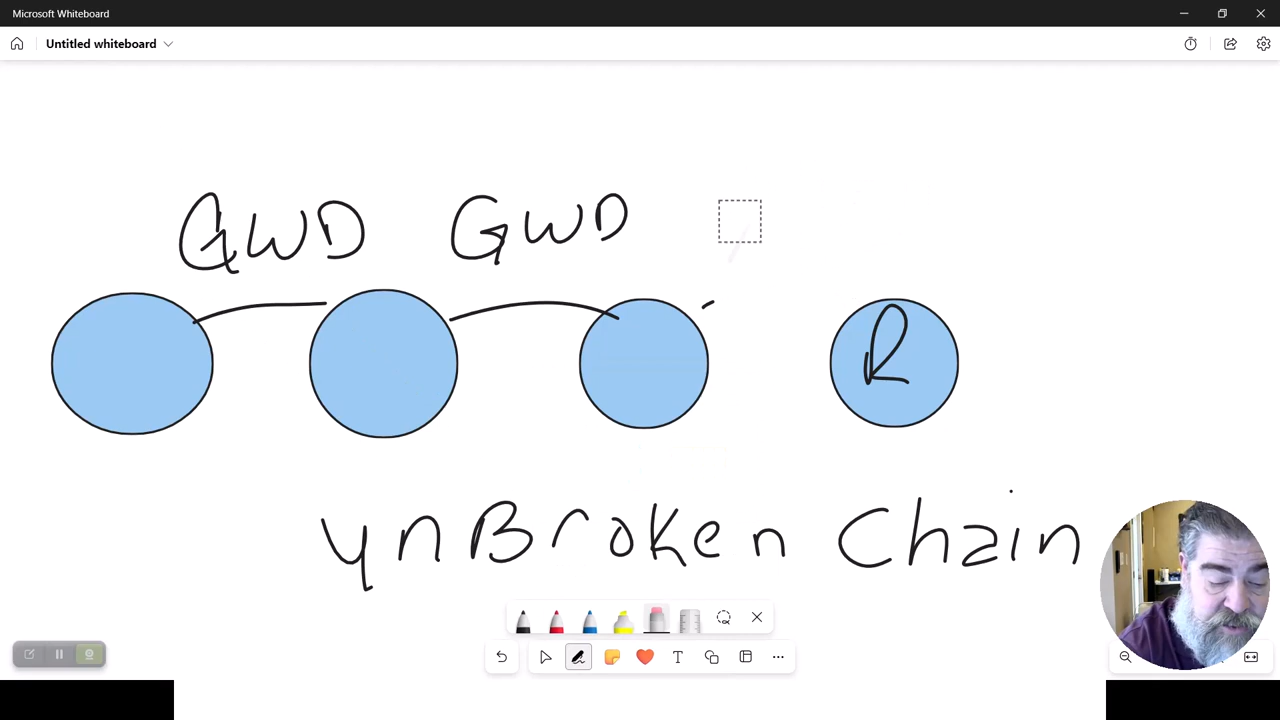 Microsoft Whiteboard
Untitled whiteboard
GWD GWD
R
UnBroken Chain
T